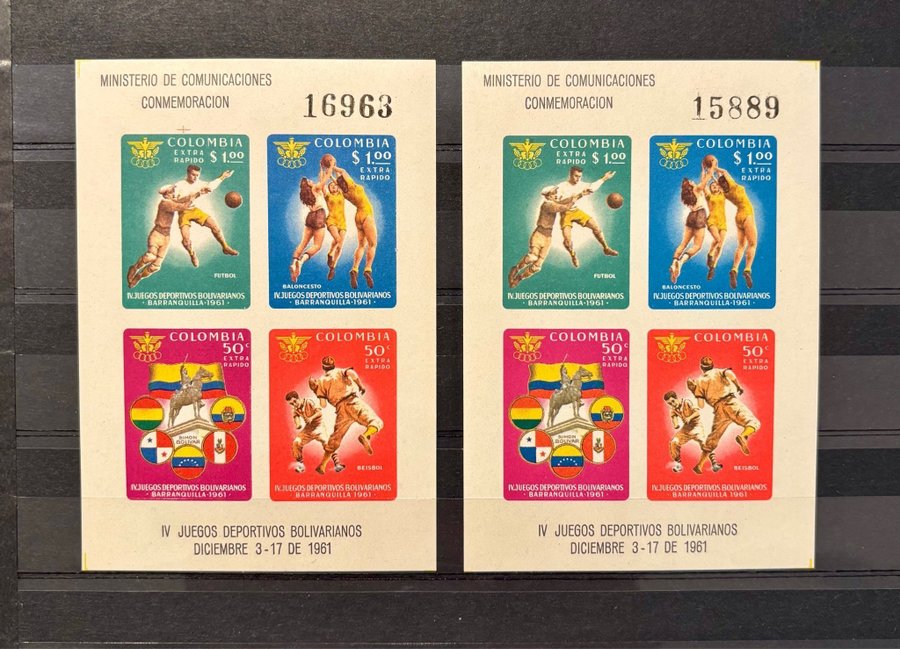 MINISTERIO DE COMUNICACIONES
CONMEMORACION
16963
COLOMBIA
EXTRA
RAPIDO
$1.00
FUTBOL
IV JUEGOS DEPORTIVOS BOLIVARIANOS
BARRANQUILLA-1961
COLOMBIA
$1.00
EXTRA
RAPIDO
BALONCESTO
IV JUEGOS DEPORTIVOS BOLIVARIANOS
BARRANQUILLA-1961
COLOMBIA
50c
EXTRA
RAPIDO
SIMON
BOLIVAR
IV JUEGOS DEPORTIVOS BOLIVARIANOS
BARRANQUILLA-1961
COLOMBIA
50c
EXTRA
RAPIDO
BEISBOL
IV JUEGOS DEPORTIVOS BOLIVARIANOS
BARRANQUILLA-1961
IV JUEGOS DEPORTIVOS BOLIVARIANOS
DICIEMBRE 3-17 DE 1961
MINISTERIO DE COMUNICACIONES
CONMEMORACION
15889
COLOMBIA
EXTRA
RAPIDO
$1.00
FUTBOL
IV JUEGOS DEPORTIVOS BOLIVARIANOS
BARRANQUILLA-1961
COLOMBIA
$1.00
EXTRA
RAPIDO
BALONCESTO
IV JUEGOS DEPORTIVOS BOLIVARIANOS
BARRANQUILLA-1961
COLOMBIA
50c
EXTRA
RAPIDO
SIMON
BOLIVAR
IV JUEGOS DEPORTIVOS BOLIVARIANOS
BARRANQUILLA-1961
COLOMBIA
50c
EXTRA
RAPIDO
BEISBOL
IV JUEGOS DEPORTIVOS BOLIVARIANOS
BARRANQUILLA-1961
IV JUEGOS DEPORTIVOS BOLIVARIANOS
DICIEMBRE 3-17 DE 1961